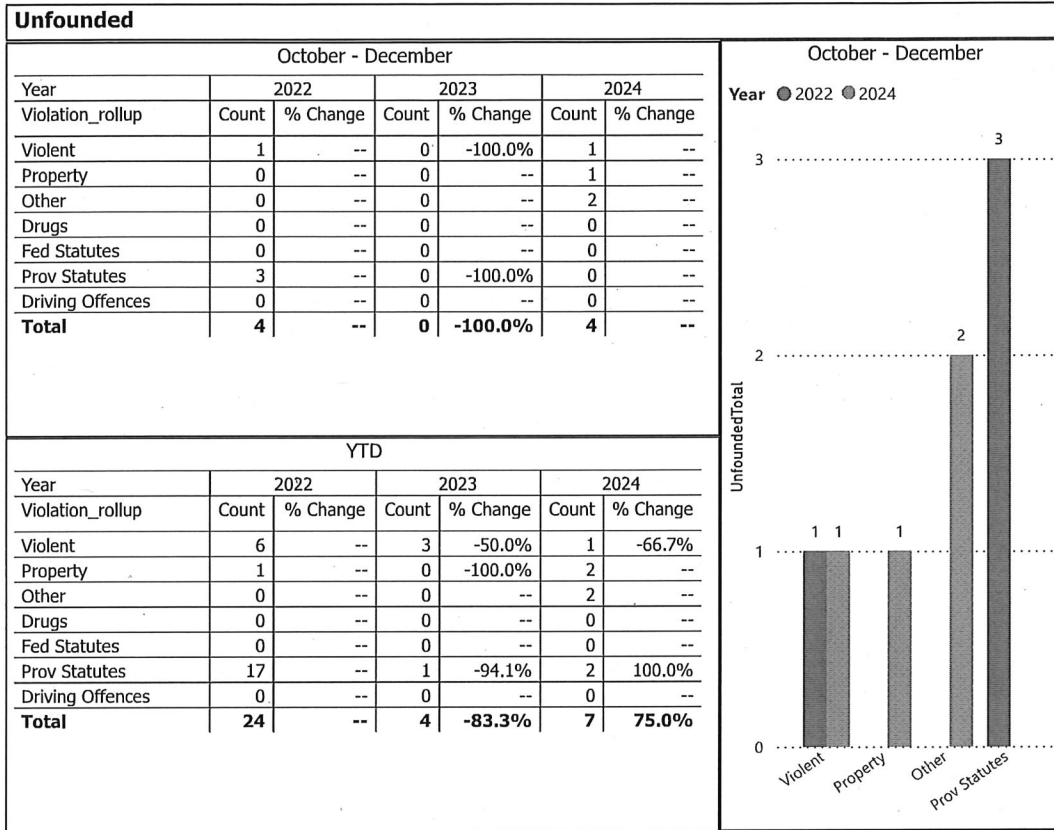 Unfounded
October - December
Year 2022 2023 2024
Violation_rollup Count % Change Count % Change Count % Change
Violent 1 -- 0 -100.0% 1 --
Property 0 -- 0 -- 1 --
Other 0 -- 0 -- 2 --
Drugs 0 -- 0 -- 0 --
Fed Statutes 0 -- 0 -- 0 --
Prov Statutes 3 -- 0 -100.0% 0 --
Driving Offences 0 -- 0 -- 0 --
Total 4 -- 0 -100.0% 4 --
YTD
Year 2022 2023 2024
Violation_rollup Count % Change Count % Change Count % Change
Violent 6 -- 3 -50.0% 1 -66.7%
Property 1 -- 0 -100.0% 2 --
Other 0 -- 0 -- 2 --
Drugs 0 -- 0 -- 0 --
Fed Statutes 0 -- 0 -- 0 --
Prov Statutes 17 -- 1 -94.1% 2 100.0%
Driving Offences 0 -- 0 -- 0 --
Total 24 -- 4 -83.3% 7 75.0%
October - December
Year 2022 2024
3
3
2
2
1
1 1 1
0
UnfoundedTotal
Violent Property Other Prov Statutes